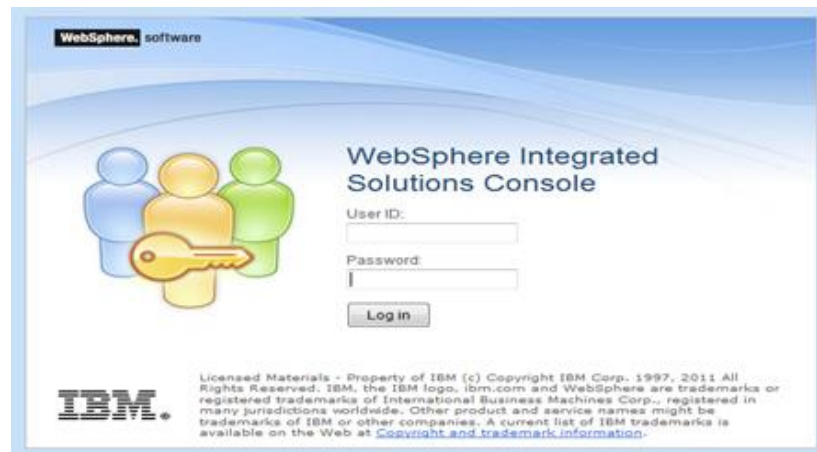 WebSphere. software
WebSphere Integrated
Solutions Console
User ID:
Password:
Log in
IBM.
Licensed Materials - Property of IBM (c) Copyright IBM Corp. 1997, 2011 All
Rights Reserved. IBM, the IBM logo, ibm.com and WebSphere are trademarks or
registered trademarks of International Business Machines Corp., registered in
many jurisdictions worldwide. Other product and service names might be
trademarks of IBM or other companies. A current list of IBM trademarks is
available on the Web at Copyright and trademark information.